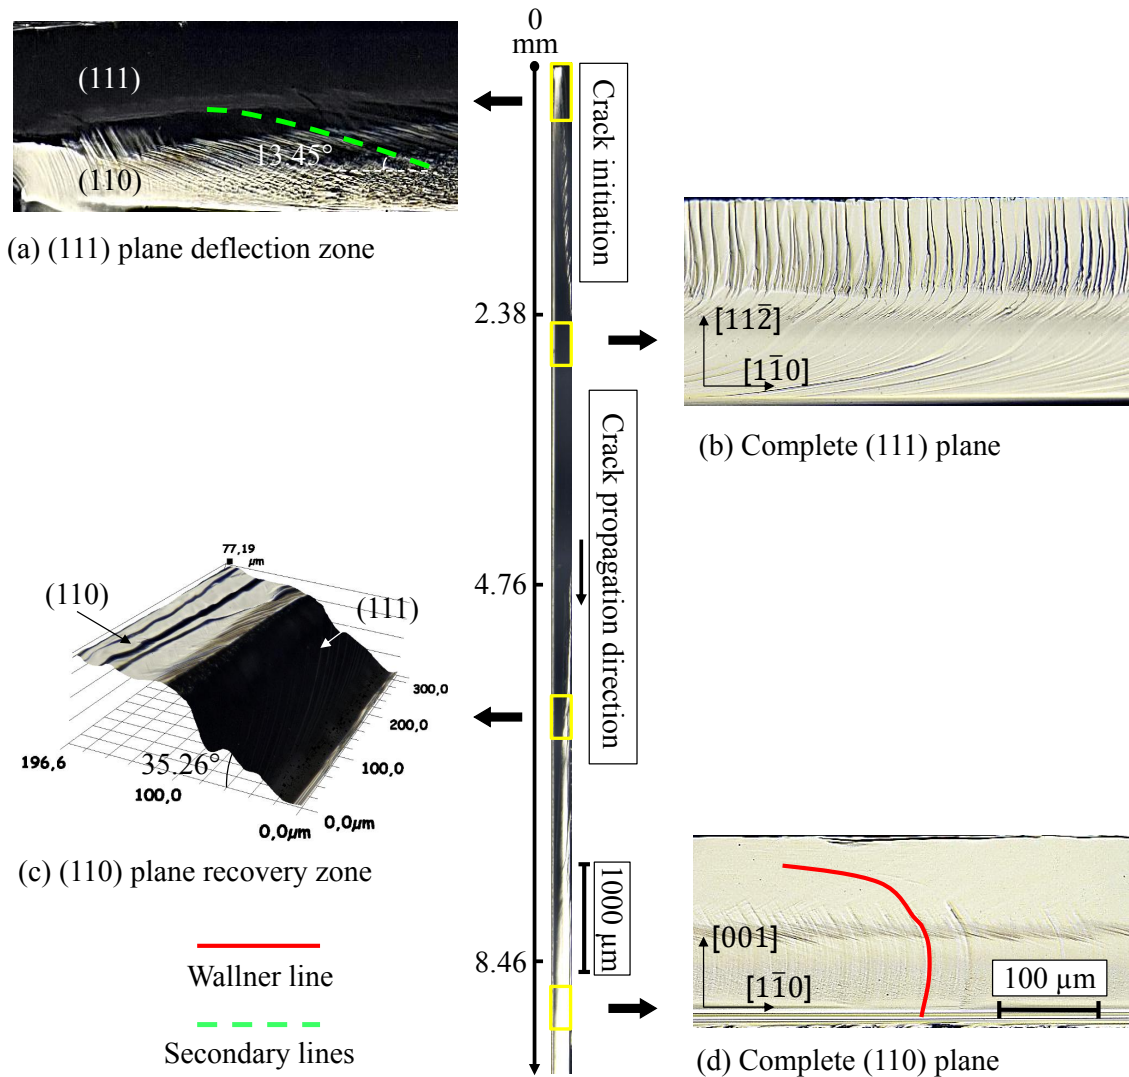 0
mm
(111)
13.45°
(110)
(a) (111) plane deflection zone
Crack initiation
2.38
[112̄]
[11̄0]
(b) Complete (111) plane
Crack propagation direction
4.76
77,19
µm
(110)
(111)
300,0
200,0
100,0
0,0µm
196,6
100,0
0,0µm
35.26°
(c) (110) plane recovery zone
1000 µm
8.46
Wallner line
Secondary lines
[001]
[11̄0]
100 µm
(d) Complete (110) plane